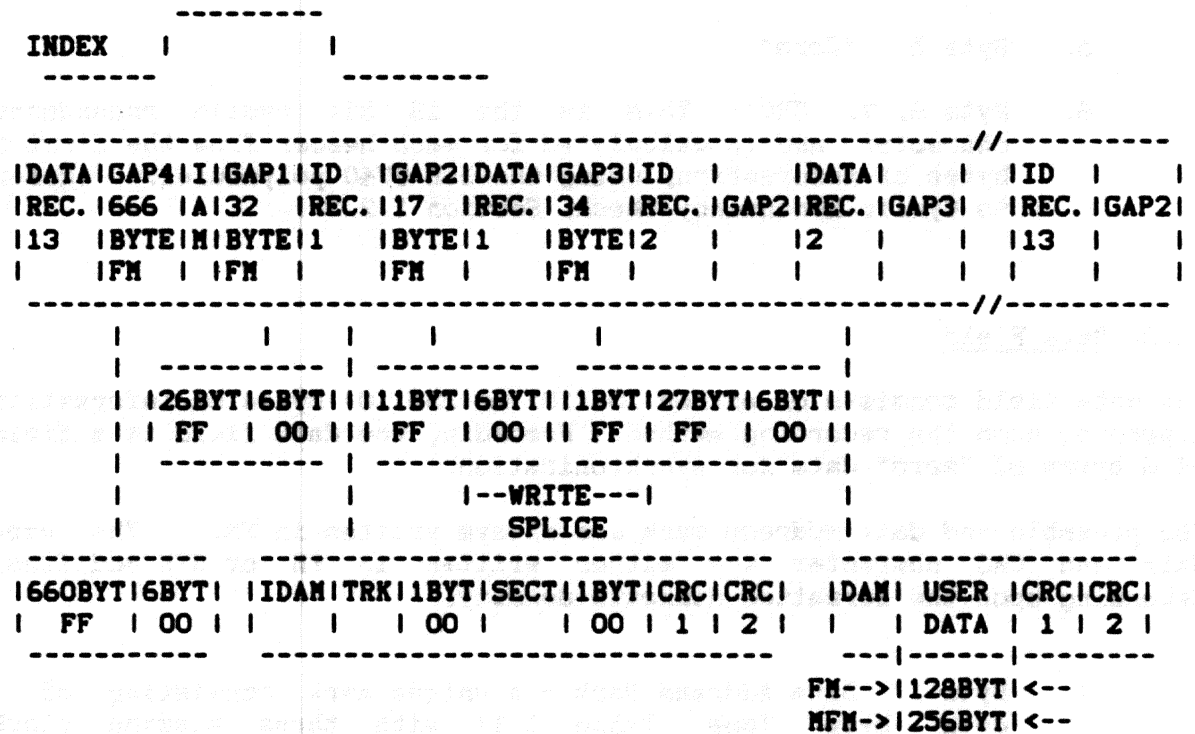 INDEX
|DATA|GAP4|I|GAP1|ID |GAP2|DATA|GAP3|ID | |DATA| | |ID | |
|REC.|666 |A|32 |REC.|17 |REC.|34 |REC.|GAP2|REC.|GAP3| |REC.|GAP2|
|13 |BYTE|M|BYTE|1 |BYTE|1 |BYTE|2 | |2 | | |13 | |
| |FM | |FM | |FM | |FM | | | | | | | |
|26BYT|6BYT| |11BYT|6BYT| |1BYT|27BYT|6BYT|
FF 00 FF 00 FF FF 00
|--WRITE---|
SPLICE
|660BYT|6BYT| |IDAM|TRK|1BYT|SECT|1BYT|CRC|CRC| |DAM| USER |CRC|CRC|
| FF | 00 | | | | 00 | | 00 | 1 | 2 | | | DATA | 1 | 2 |
FM-->|128BYT|<--
MFM->|256BYT|<--